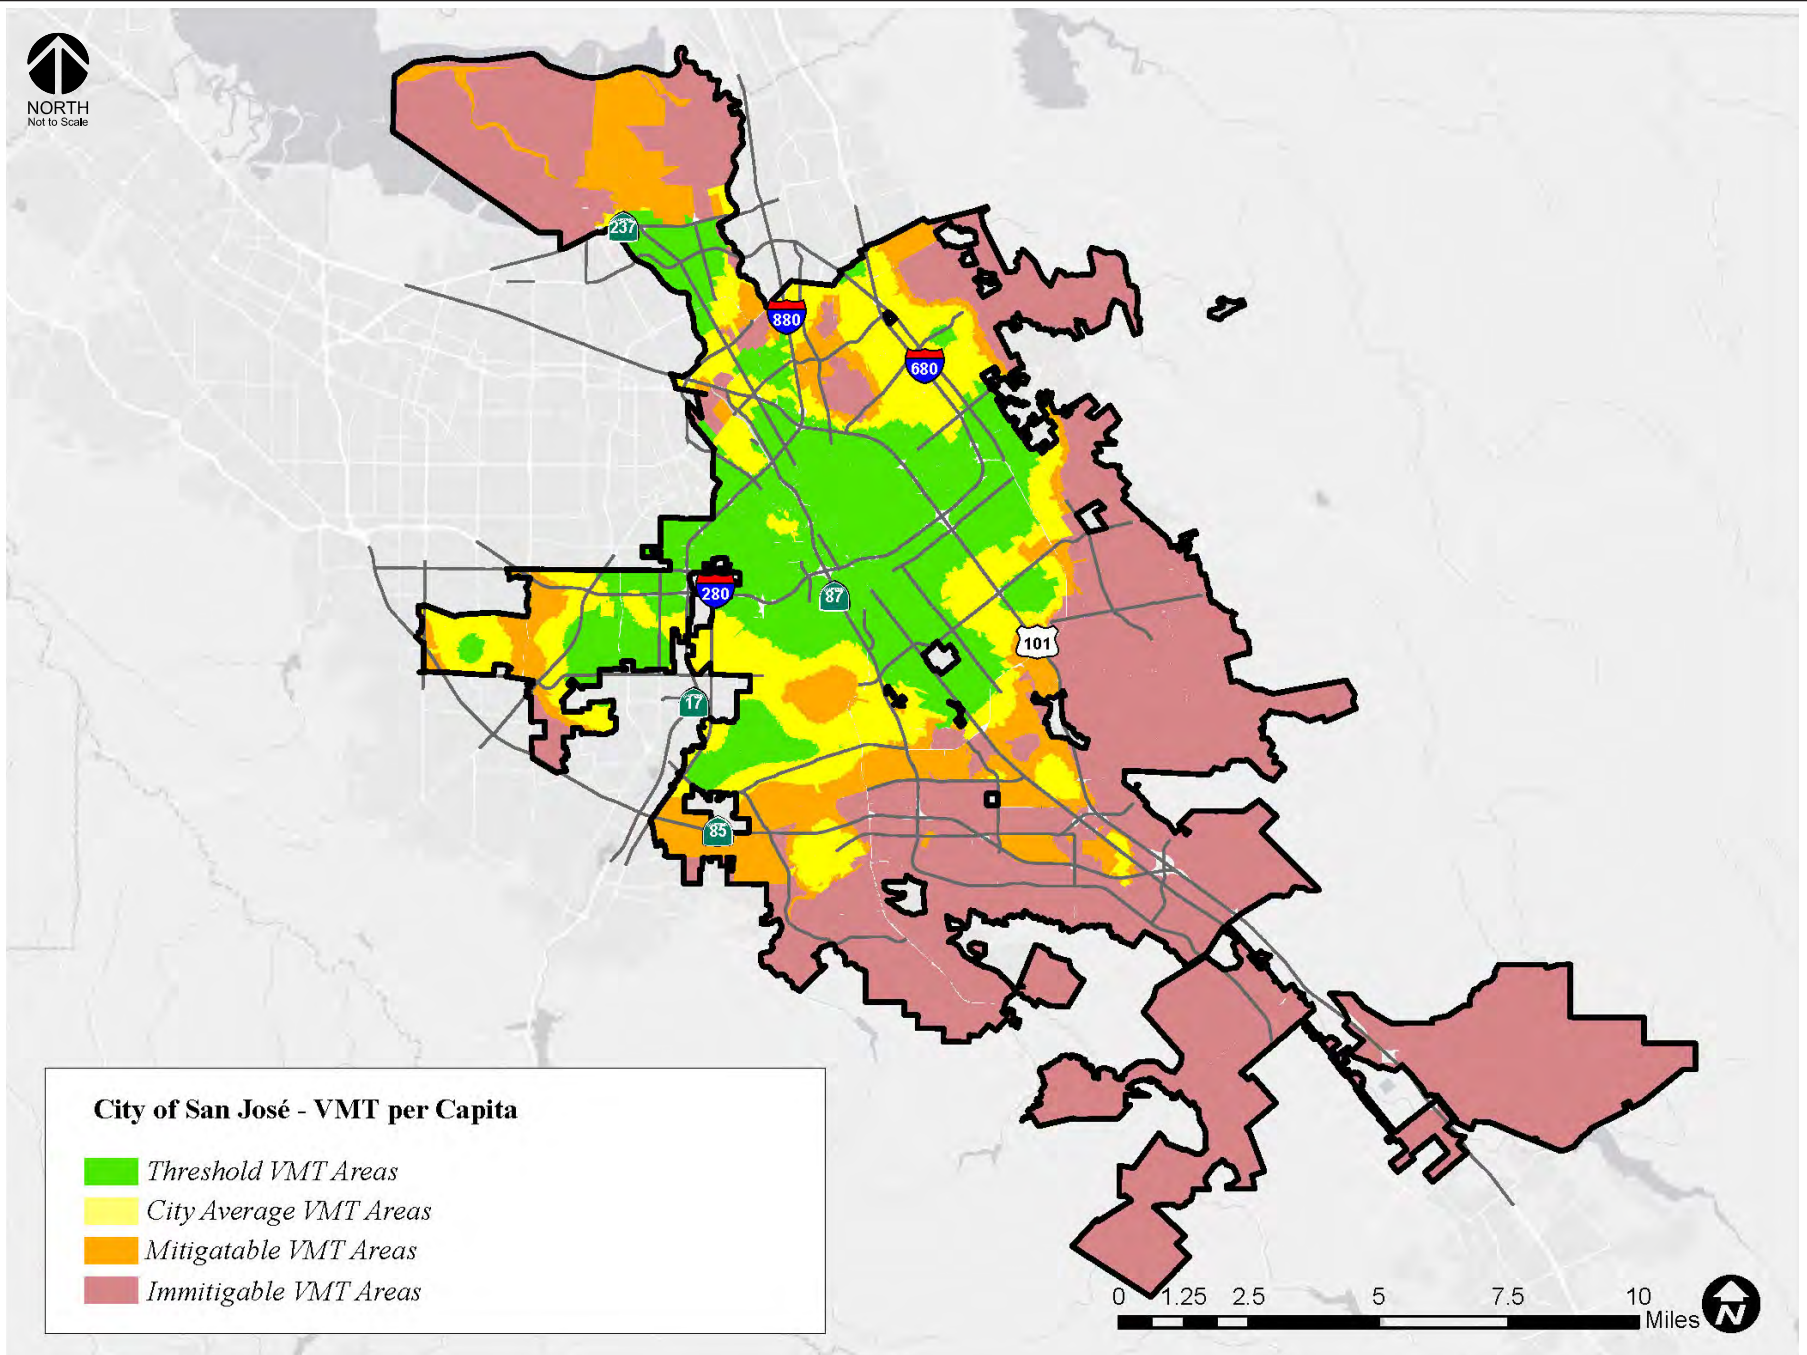 NORTH
Not to Scale
237
880
680
280
87
101
17
85
City of San José - VMT per Capita
Threshold VMT Areas
City Average VMT Areas
Mitigatable VMT Areas
Immitigable VMT Areas
0 1.25 2.5 5 7.5 10
Miles
N